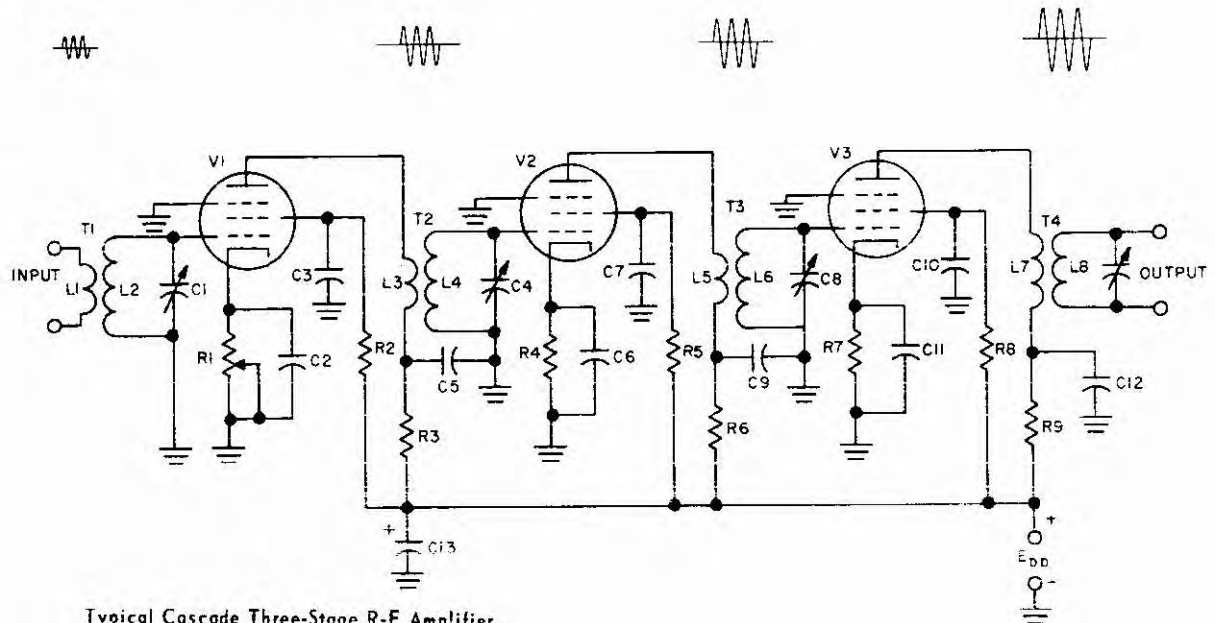 V1
V2
V3
T1
T2
T3
T4
INPUT
L1
L2
C1
C3
L3
L4
C4
C7
L5
L6
C8
C10
L7
L8
OUTPUT
R1
C2
R2
C5
R4
C6
R5
C9
R7
C11
R8
C12
R3
R6
R9
+
C13
+
EDD
-
Typical Cascade Three-Stage R-F Amplifier